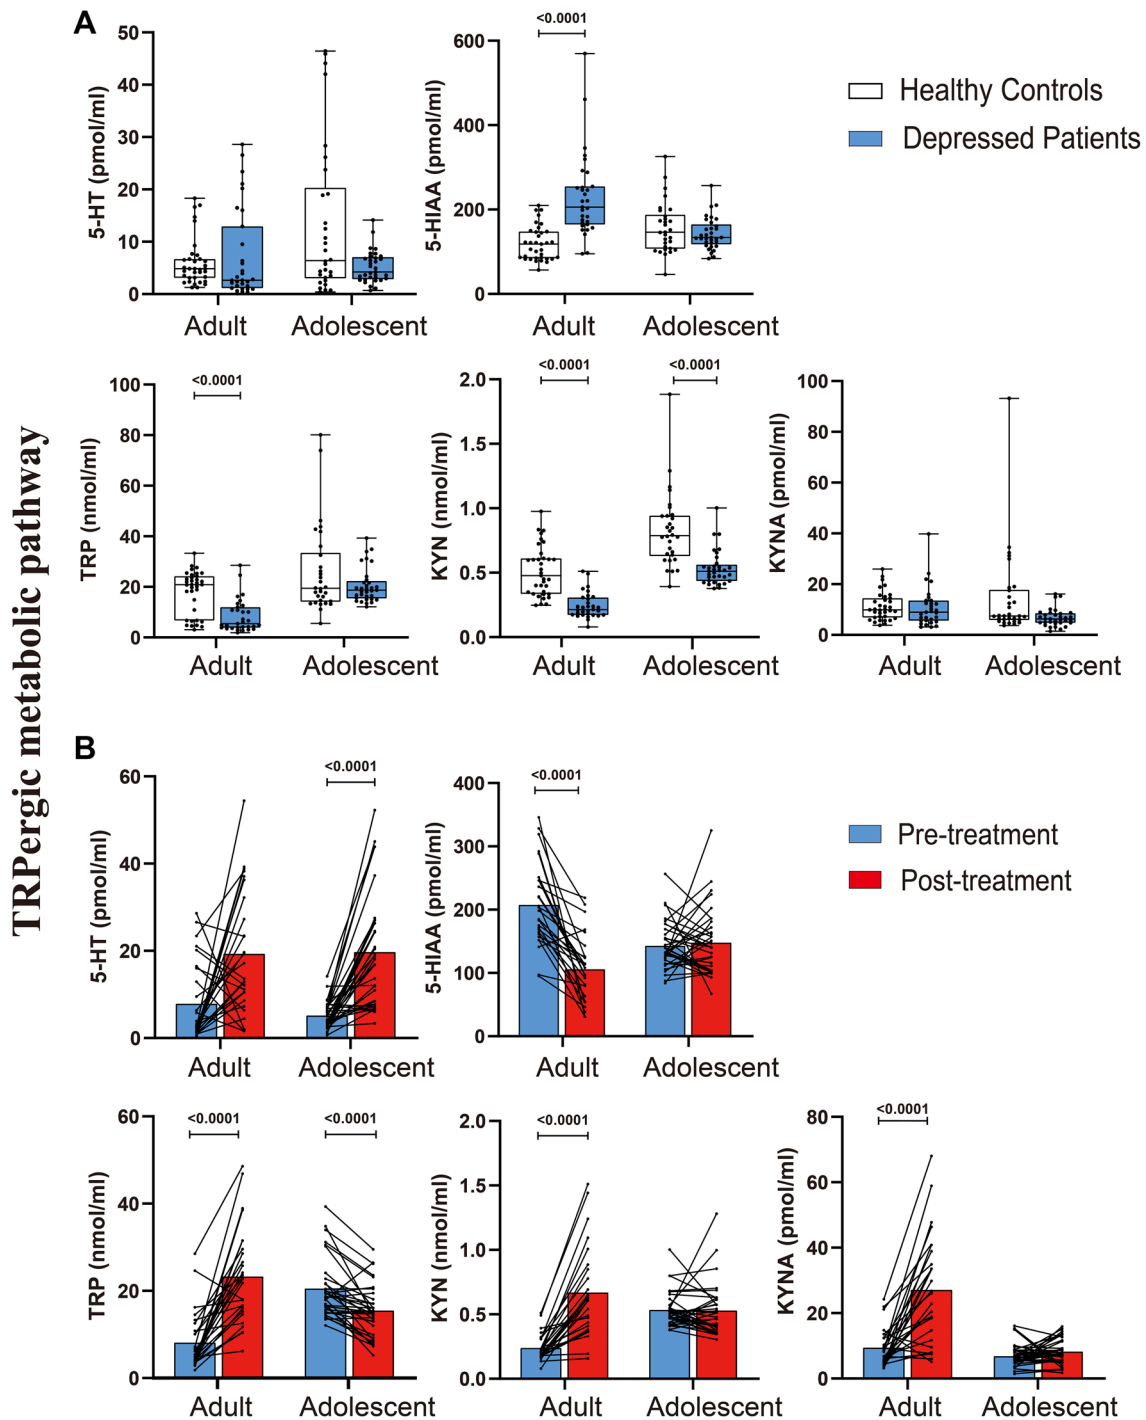 TRPergic metabolic pathway
A
5-HT (pmol/ml)
50
40
30
20
10
0
Adult
Adolescent
5-HIAA (pmol/ml)
600
400
200
0
<0.0001
Adult
Adolescent
Healthy Controls
Depressed Patients
TRP (nmol/ml)
100
80
60
40
20
0
<0.0001
Adult
Adolescent
KYN (nmol/ml)
2.0
1.5
1.0
0.5
0.0
<0.0001
<0.0001
Adult
Adolescent
KYNA (pmol/ml)
100
80
60
40
20
0
Adult
Adolescent
B
5-HT (pmol/ml)
60
40
20
0
<0.0001
Adult
Adolescent
5-HIAA (pmol/ml)
400
300
200
100
0
<0.0001
Adult
Adolescent
Pre-treatment
Post-treatment
TRP (nmol/ml)
60
40
20
0
<0.0001
<0.0001
Adult
Adolescent
KYN (nmol/ml)
2.0
1.5
1.0
0.5
0.0
<0.0001
Adult
Adolescent
KYNA (pmol/ml)
80
60
40
20
0
<0.0001
Adult
Adolescent